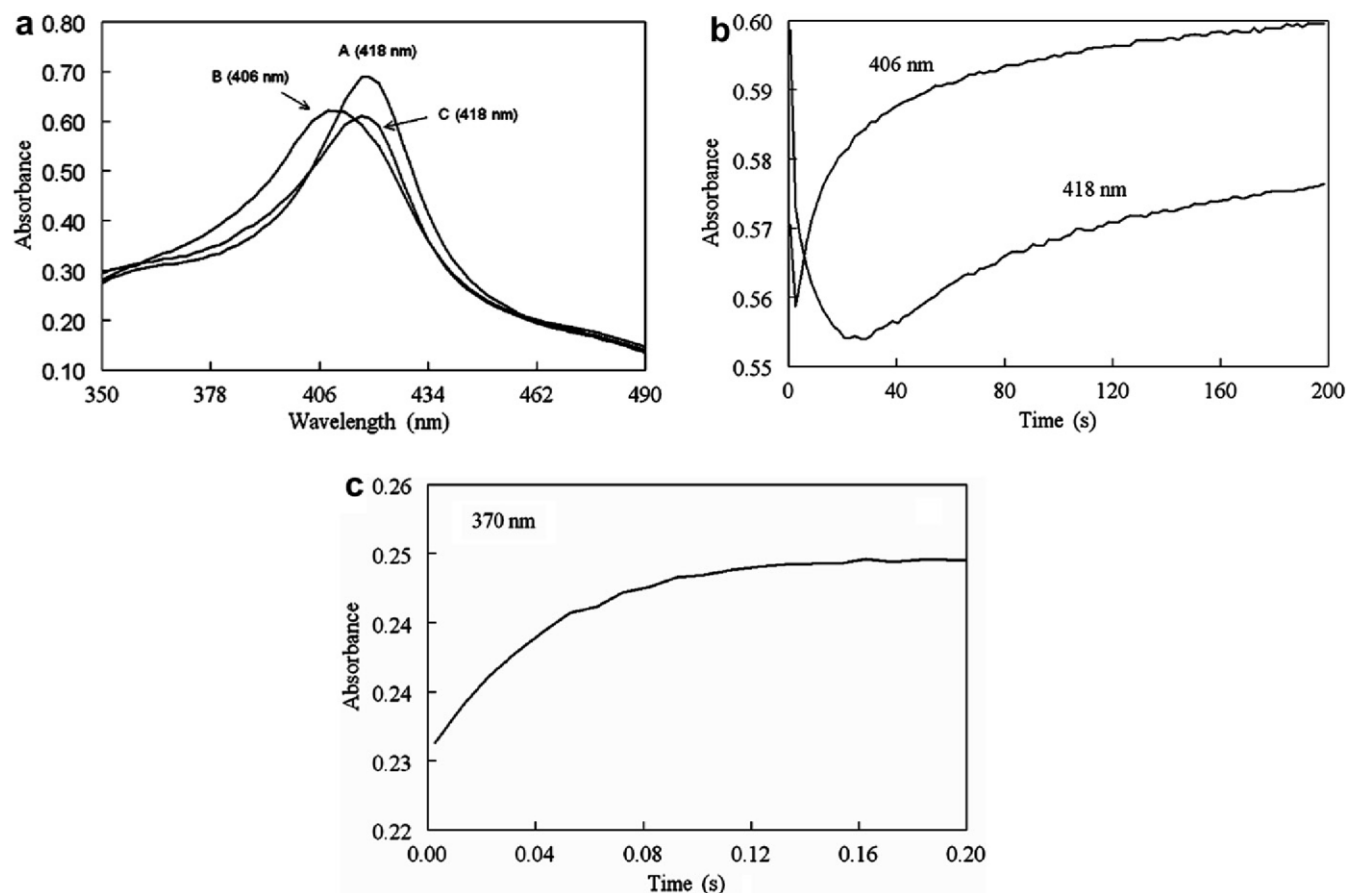 a
0.80
0.70
0.60
0.50
0.40
0.30
0.20
0.10
Absorbance
A (418 nm)
B (406 nm)
C (418 nm)
350 378 406 434 462 490
Wavelength (nm)
b
0.60
0.59
0.58
0.57
0.56
0.55
Absorbance
406 nm
418 nm
0 40 80 120 160 200
Time (s)
c
0.26
0.25
0.24
0.24
0.23
0.22
Absorbance
370 nm
0.00 0.04 0.08 0.12 0.16 0.20
Time (s)